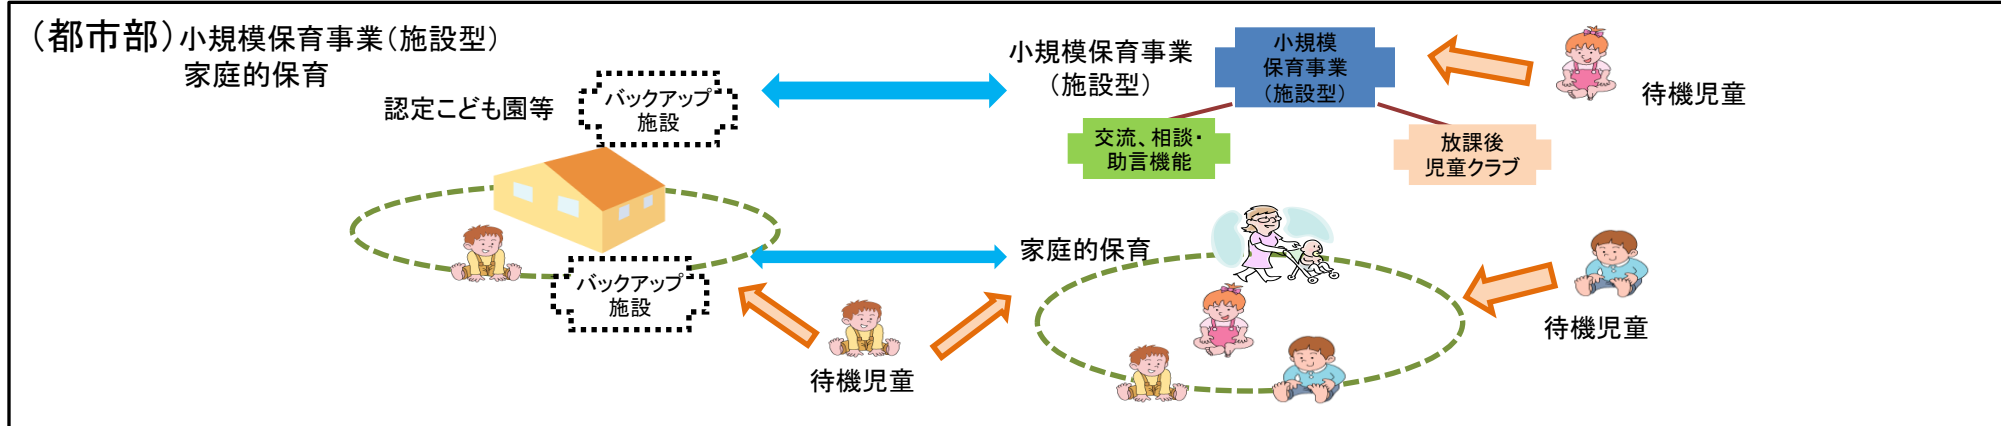 （都市部）小規模保育事業（施設型）
家庭的保育
認定こども園等
バックアップ
施設
小規模保育事業
（施設型）
小規模
保育事業
（施設型）
待機児童
交流、相談・
助言機能
放課後
児童クラブ
家庭的保育
バックアップ
施設
待機児童
待機児童